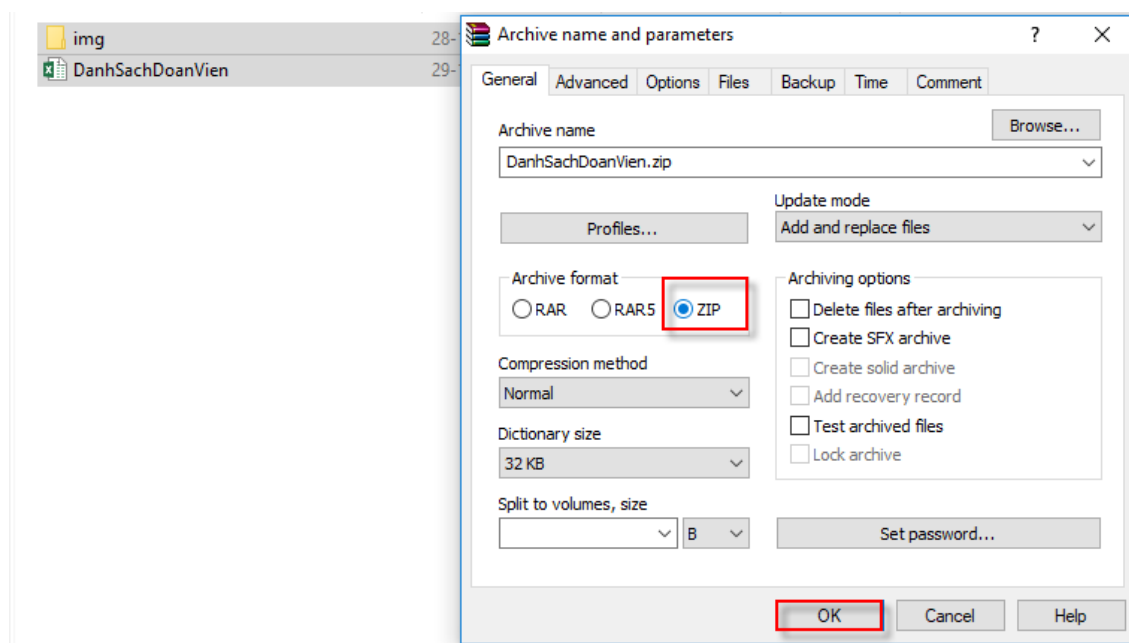 img 28-
DanhSachDoanVien 29-
Archive name and parameters ?
General Advanced Options Files Backup Time Comment
Archive name
Browse...
DanhSachDoanVien.zip
Update mode
Profiles...
Add and replace files
Archive format
RAR RAR5 ZIP
Archiving options
Delete files after archiving
Create SFX archive
Create solid archive
Add recovery record
Test archived files
Lock archive
Compression method
Normal
Dictionary size
32 KB
Split to volumes, size
B
Set password...
OK Cancel Help